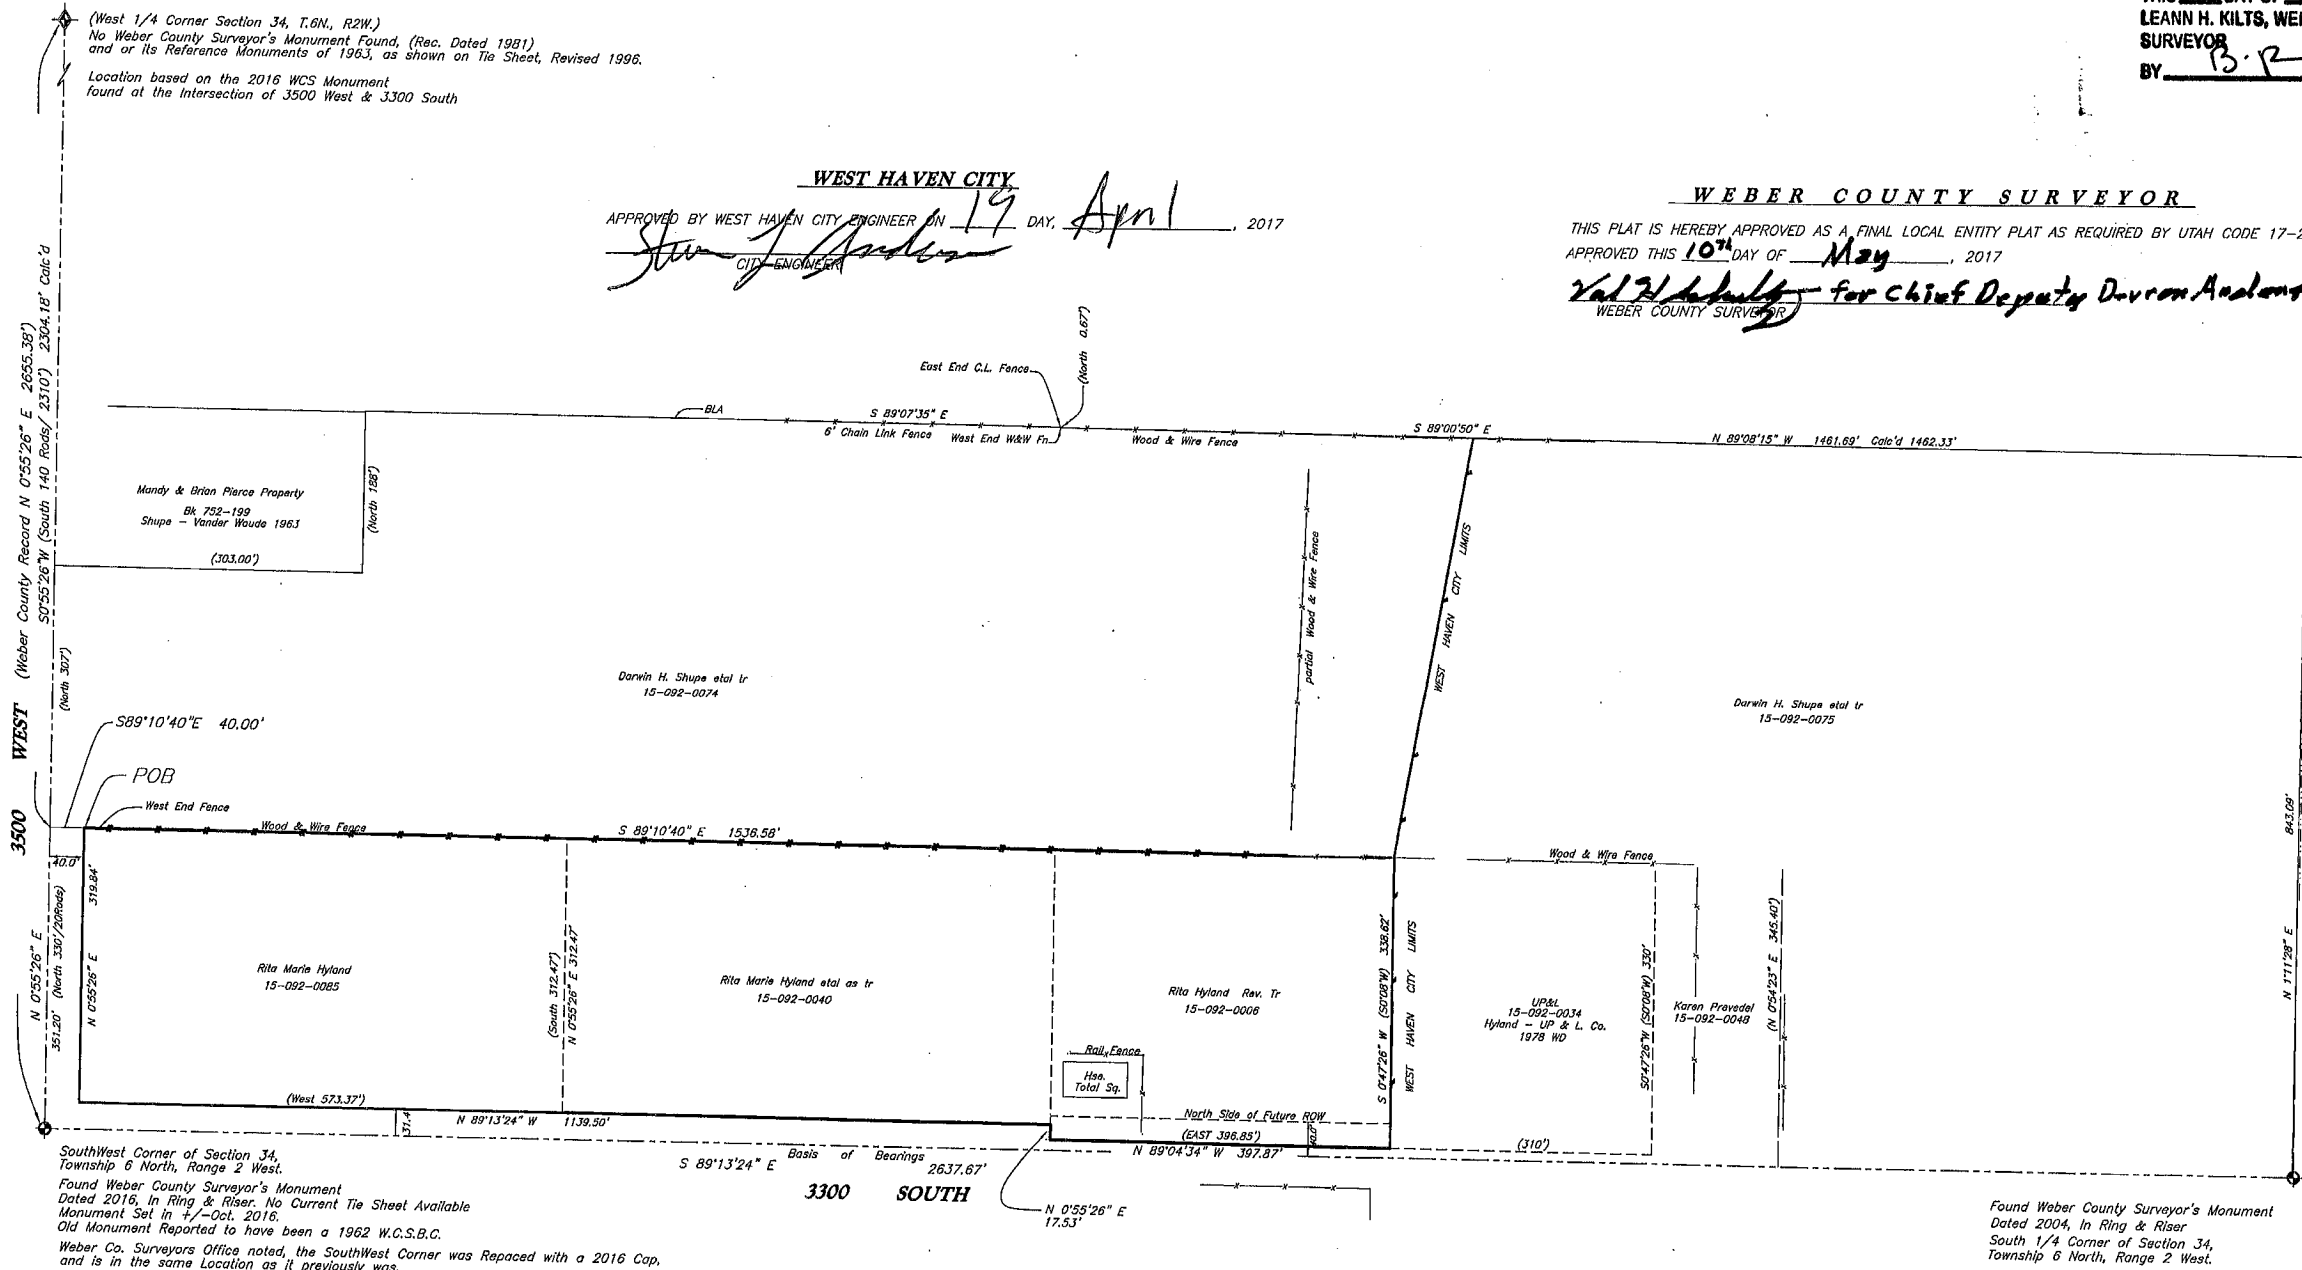 (West 1/4 Corner Section 34, T.6N., R2W.)
No Weber County Surveyor's Monument Found, (Rec. Dated 1981)
and or its Reference Monuments of 1963, as shown on Tie Sheet, Revised 1996.
Location based on the 2016 WCS Monument
found at the Intersection of 3500 West & 3300 South
LEANN H. KILTS, WE
SURVEYOR
BY B.R
WEST HAVEN CITY
APPROVED BY WEST HAVEN CITY ENGINEER ON 19 DAY, April, 2017
CITY ENGINEER
WEBER COUNTY SURVEYOR
THIS PLAT IS HEREBY APPROVED AS A FINAL LOCAL ENTITY PLAT AS REQUIRED BY UTAH CODE 17-2
APPROVED THIS 10th DAY OF May, 2017
for Chief Deputy
WEBER COUNTY SURVEYOR
(Weber County Record N 0°55'26" E 2655.38')
S0°55'26"W (South 140 Rods/ 2310') 2304.18' Calc'd
East End C.L. Fence
(North 0.67')
BLA
S 89°07'35" E
6' Chain Link Fence
West End W&W Fn.
Wood & Wire Fence
S 89°00'50" E
N 89°08'15" W 1461.69' Calc'd 1462.33'
Mandy & Brian Pierce Property
Bk 752-199
Shupe - Vander Woude 1963
(North 188')
(303.00')
partial Wood & Wire Fence
WEST HAVEN CITY LIMITS
(North 307')
Darwin H. Shupe etal tr
15-092-0074
Darwin H. Shupe etal tr
15-092-0075
3500 WEST
S89°10'40"E 40.00'
POB
West End Fence
Wood & Wire Fence
S 89°10'40" E 1536.58'
Wood & Wire Fence
843.09'
N 1°11'28" E
40.0'
319.84'
N 0°55'26" E
N 0°55'26" E
351.20' (North 330'/20Rods)
Rita Marie Hyland
15-092-0085
(South 312.47')
N 0°55'26" E 312.47'
Rita Marie Hyland etal as tr
15-092-0040
Rita Hyland Rev. Tr
15-092-0006
S 0°47'26" W (S0°08'W) 338.62'
WEST HAVEN CITY LIMITS
UP&L
15-092-0034
Hyland - UP & L. Co.
1978 WD
S0°47'26"W (S0°08'W) 330'
Karen Prevedel
15-092-0048
(N 0°54'23" E 345.40')
Rail Fence
Hse.
Total Sq.
North Side of Future ROW
(West 573.37')
31.4
N 89°13'24" W 1139.50'
(EAST 396.85')
40.0'
N 89°04'34" W 397.87'
(310')
S 89°13'24" E Basis of Bearings 2637.67'
3300 SOUTH
N 0°55'26" E
17.53'
SouthWest Corner of Section 34,
Township 6 North, Range 2 West.
Found Weber County Surveyor's Monument
Dated 2016, In Ring & Riser. No Current Tie Sheet Available
Monument Set in +/-Oct. 2016.
Old Monument Reported to have been a 1962 W.C.S.B.C.
Weber Co. Surveyors Office noted, the SouthWest Corner was Repaced with a 2016 Cap,
and is in the same Location as it previously was.
Found Weber County Surveyor's Monument
Dated 2004, In Ring & Riser
South 1/4 Corner of Section 34,
Township 6 North, Range 2 West.